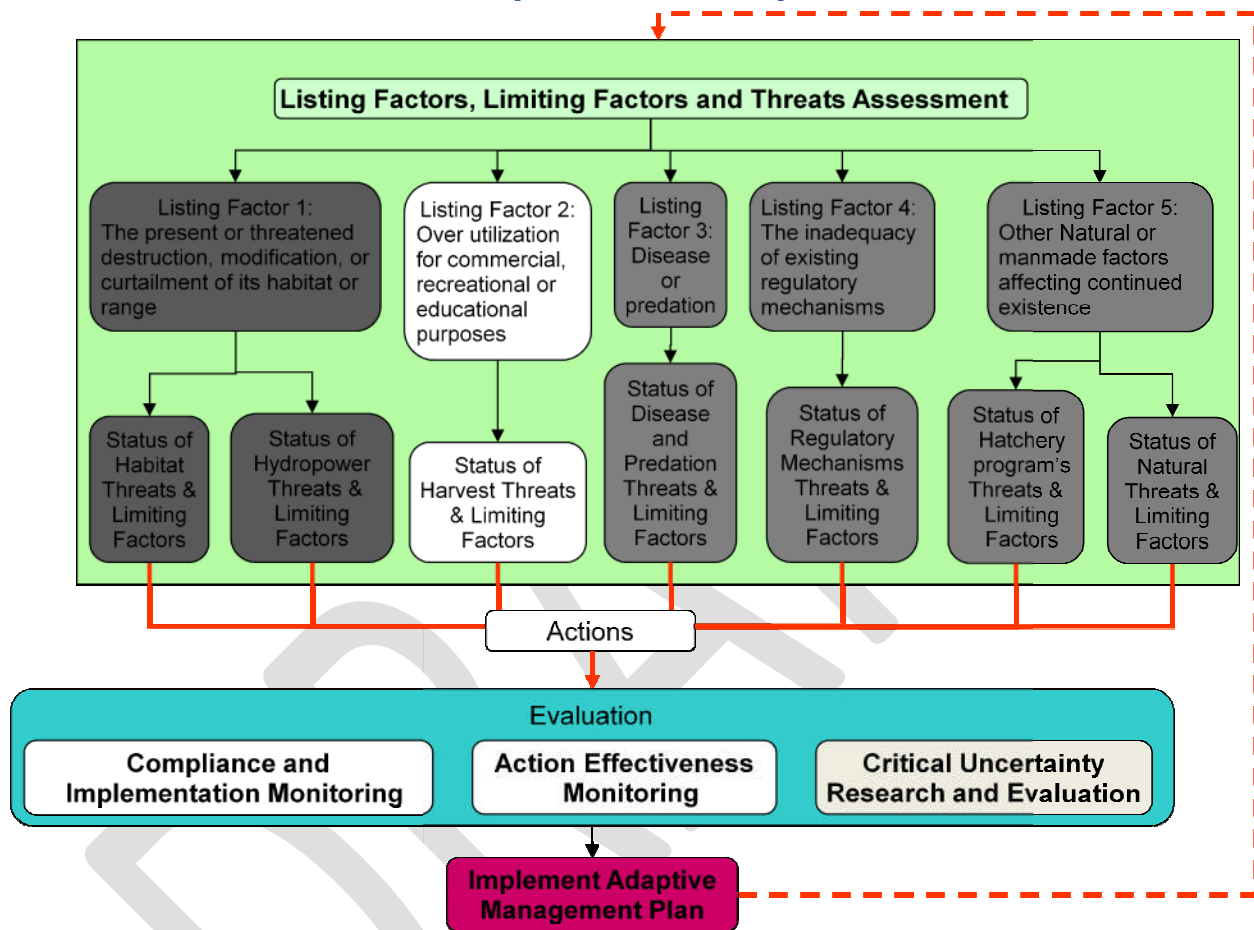 Listing Factors, Limiting Factors and Threats Assessment
Listing Factor 1:
The present or threatened
destruction, modification, or
curtailment of its habitat or
range
Listing Factor 2:
Over utilization
for commercial,
recreational or
educational
purposes
Listing
Factor 3:
Disease
or
predation
Listing Factor 4:
The inadequacy
of existing
regulatory
mechanisms
Listing Factor 5:
Other Natural or
manmade factors
affecting continued
existence
Status of
Habitat
Threats &
Limiting
Factors
Status of
Hydropower
Threats &
Limiting
Factors
Status of
Harvest Threats
& Limiting
Factors
Status of
Disease
and
Predation
Threats &
Limiting
Factors
Status of
Regulatory
Mechanisms
Threats &
Limiting
Factors
Status of
Hatchery
program's
Threats &
Limiting
Factors
Status of
Natural
Threats &
Limiting
Factors
Actions
Evaluation
Compliance and
Implementation Monitoring
Action Effectiveness
Monitoring
Critical Uncertainty
Research and Evaluation
Implement Adaptive
Management Plan